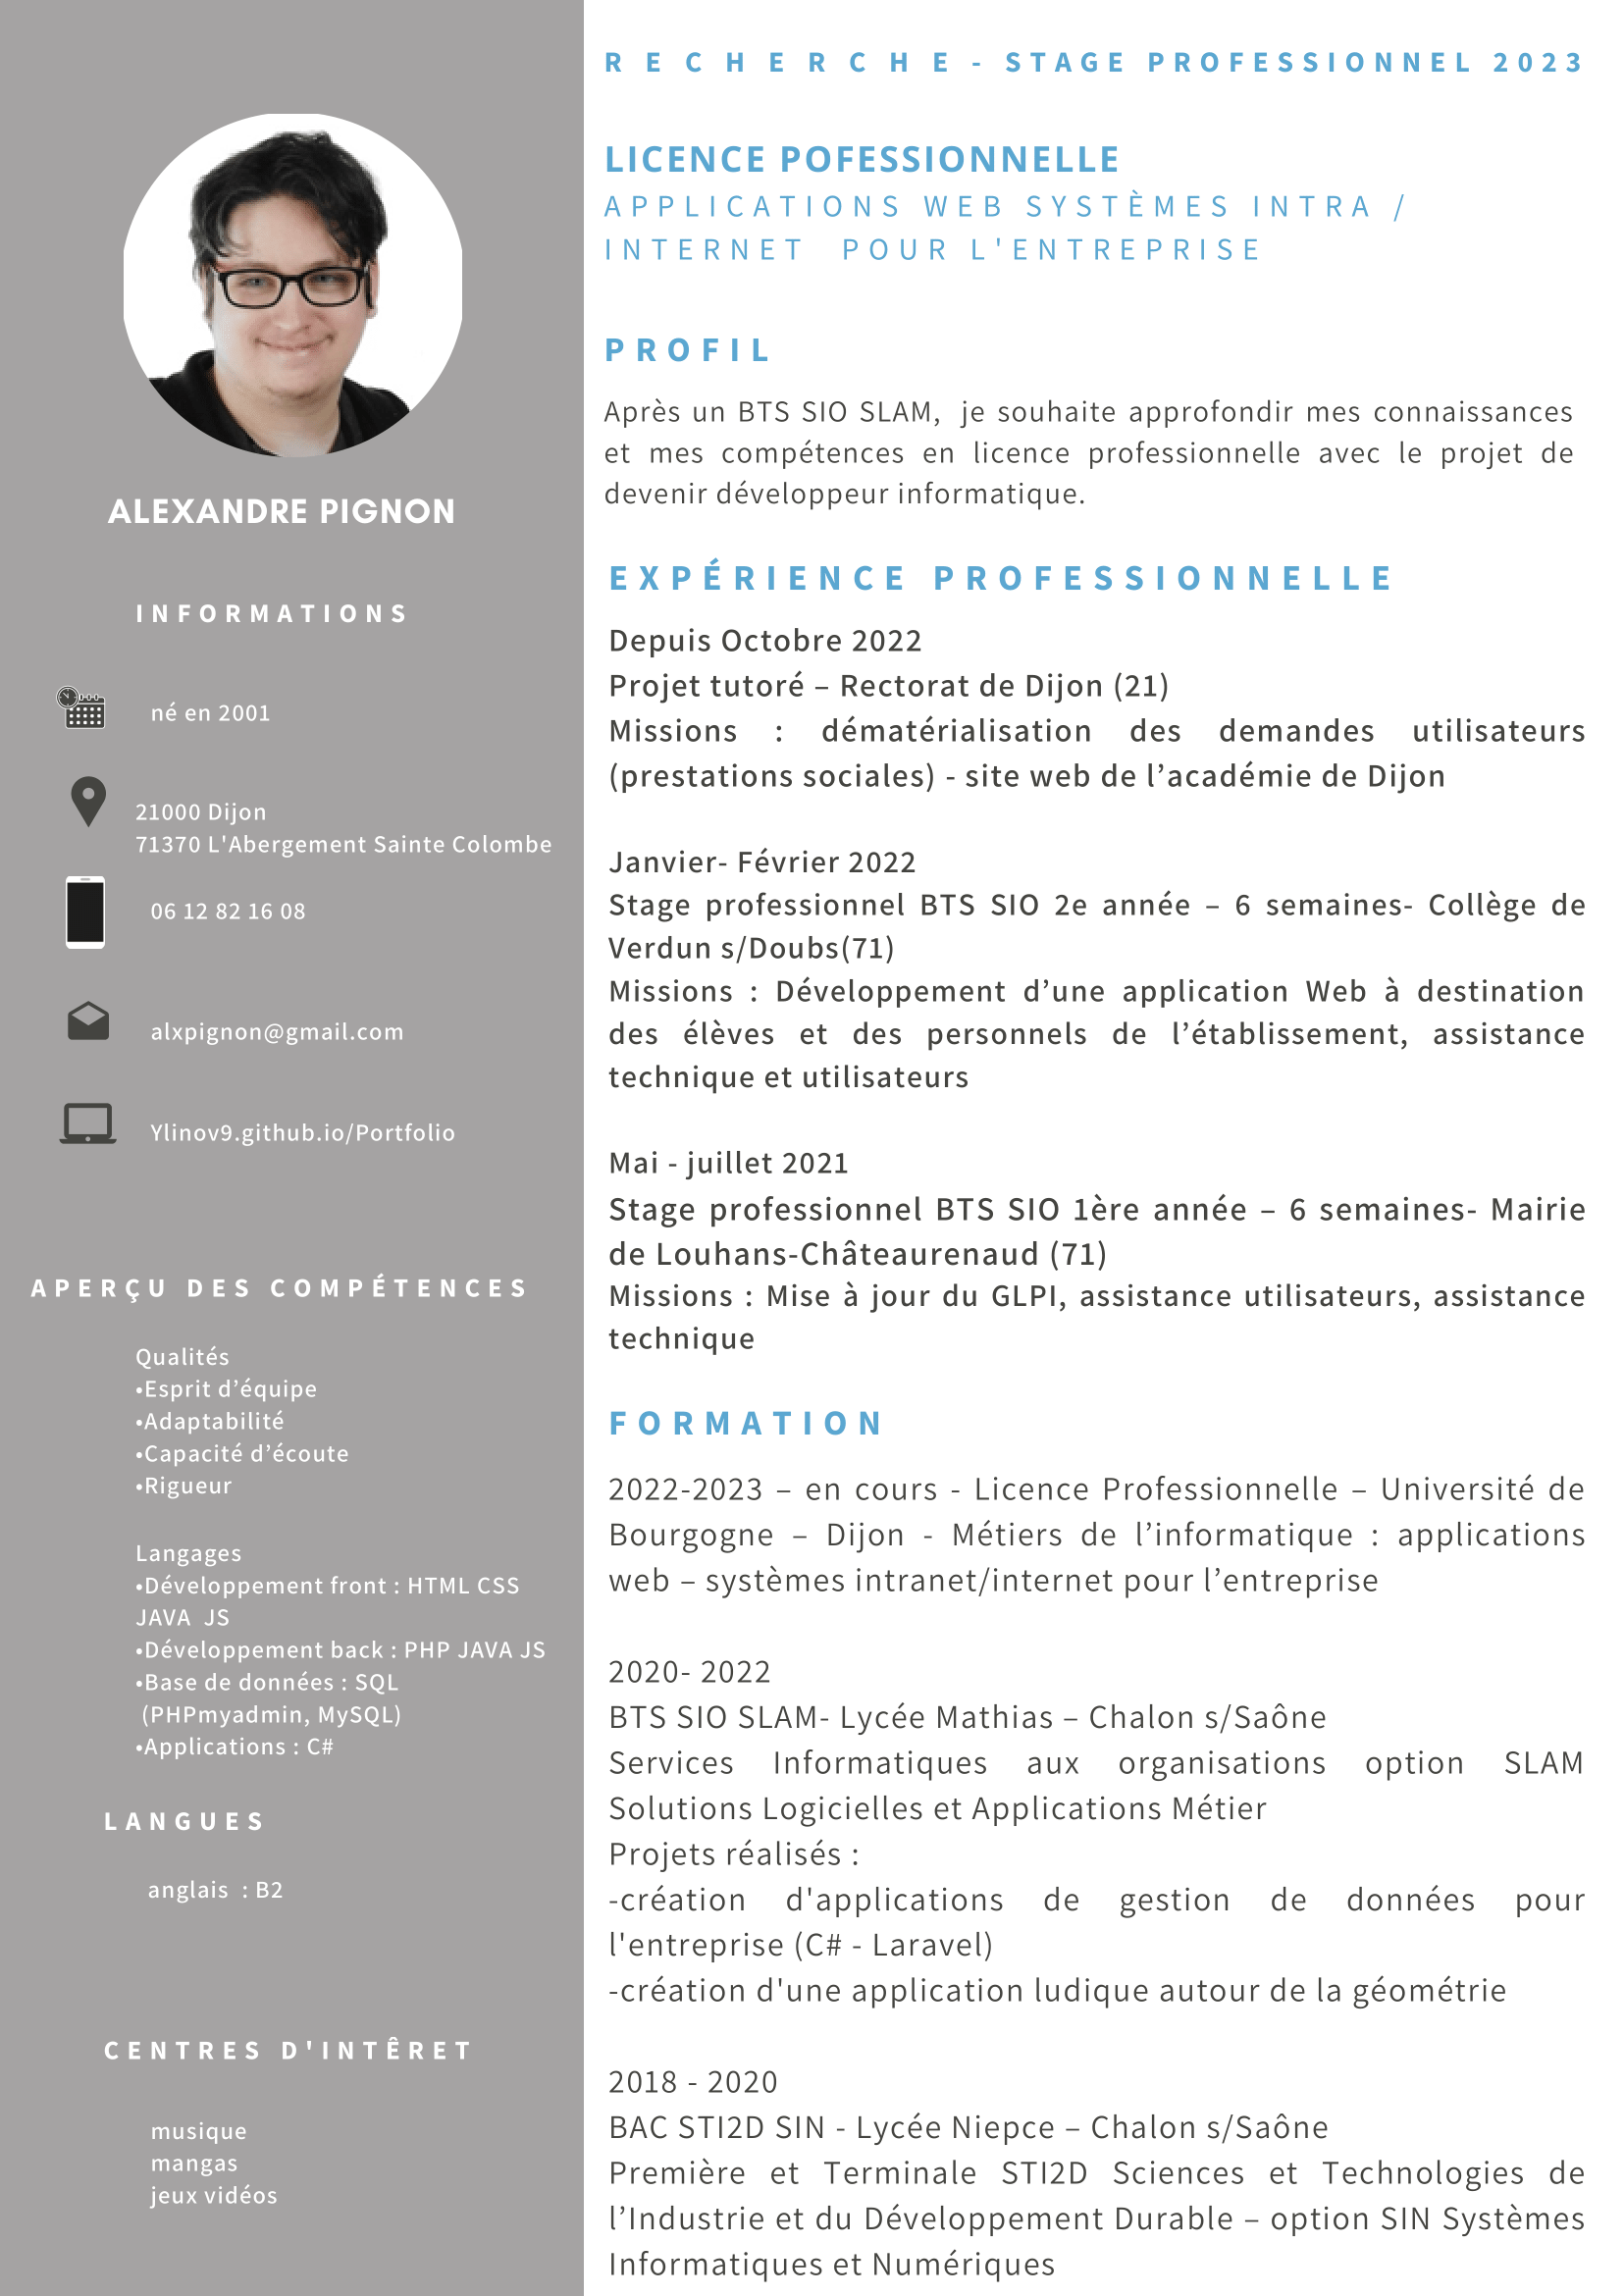 RECHERCHE- STAGE PROFESSIONNEL 2023
LICENCE POFESSIONNELLE
APPLICATIONS WEB SYSTÈMES INTRA /
INTERNET POUR L'ENTREPRISE
ALEXANDRE PIGNON
INFORMATIONS
né en 2001
21000 Dijon
71370 L'Abergement Sainte Colombe
06 12 82 16 08
alxpignon@gmail.com
Ylinov9.github.io/Portfolio
APERÇU DES COMPÉTENCES
Qualités
•Esprit d’équipe
•Adaptabilité
•Capacité d’écoute
•Rigueur
Langages
•Développement front : HTML CSS
JAVA JS
•Développement back : PHP JAVA JS
•Base de données : SQL
(PHPmyadmin, MySQL)
•Applications : C#
LANGUES
anglais : B2
CENTRES D'INTÊRET
musique
mangas
jeux vidéos
PROFIL
Après un BTS SIO SLAM, je souhaite approfondir mes connaissances
et mes compétences en licence professionnelle avec le projet de
devenir développeur informatique.
EXPÉRIENCE PROFESSIONNELLE
Depuis Octobre 2022
Projet tutoré – Rectorat de Dijon (21)
Missions : dématérialisation des demandes utilisateurs
(prestations sociales) - site web de l’académie de Dijon
Janvier- Février 2022
Stage professionnel BTS SIO 2e année – 6 semaines- Collège de
Verdun s/Doubs(71)
Missions : Développement d’une application Web à destination
des élèves et des personnels de l’établissement, assistance
technique et utilisateurs
Mai - juillet 2021
Stage professionnel BTS SIO 1ère année – 6 semaines- Mairie
de Louhans-Châteaurenaud (71)
Missions : Mise à jour du GLPI, assistance utilisateurs, assistance
technique
FORMATION
2022-2023 – en cours - Licence Professionnelle – Université de
Bourgogne – Dijon - Métiers de l’informatique : applications
web – systèmes intranet/internet pour l’entreprise
2020- 2022
BTS SIO SLAM- Lycée Mathias – Chalon s/Saône
Services Informatiques aux organisations option SLAM
Solutions Logicielles et Applications Métier
Projets réalisés :
-création d'applications de gestion de données pour
l'entreprise (C# - Laravel)
-création d'une application ludique autour de la géométrie
2018 - 2020
BAC STI2D SIN - Lycée Niepce – Chalon s/Saône
Première et Terminale STI2D Sciences et Technologies de
l’Industrie et du Développement Durable – option SIN Systèmes
Informatiques et Numériques